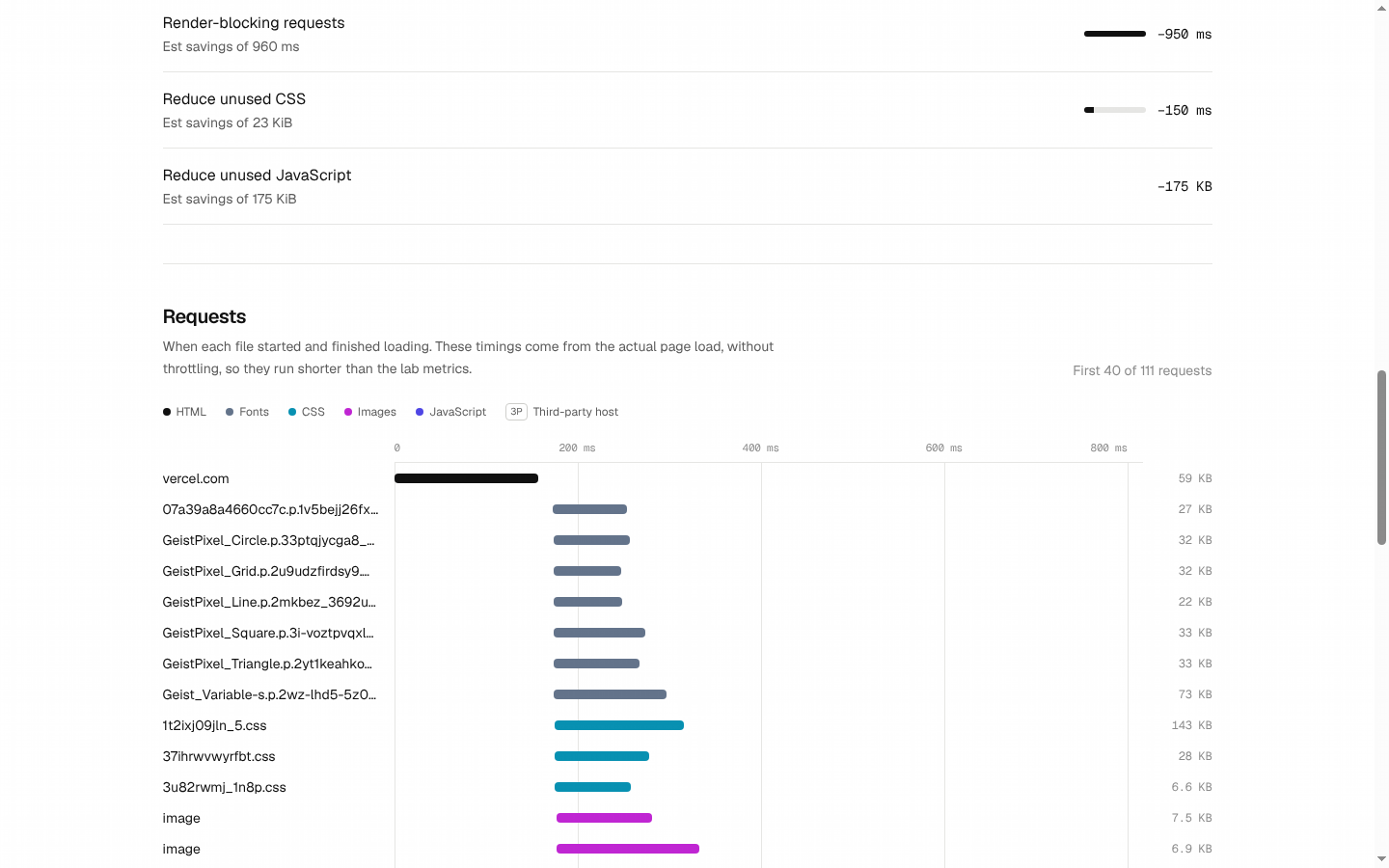 Render-blocking requests
−950 ms
Est savings of 960 ms
Reduce unused CSS
−150 ms
Est savings of 23 KiB
Reduce unused JavaScript
−175 KB
Est savings of 175 KiB
Requests
When each file started and finished loading. These timings come from the actual page load, without
throttling, so they run shorter than the lab metrics.
First 40 of 111 requests
HTML Fonts CSS Images JavaScript 3P Third-party host
0 200 ms 400 ms 600 ms 800 ms
vercel.com 59 KB
07a39a8a4660cc7c.p.1v5bejj26fx… 27 KB
GeistPixel_Circle.p.33ptqjycga8_… 32 KB
GeistPixel_Grid.p.2u9udzfirdsy9.… 32 KB
GeistPixel_Line.p.2mkbez_3692u… 22 KB
GeistPixel_Square.p.3i-voztpvqxl… 33 KB
GeistPixel_Triangle.p.2yt1keahko… 33 KB
Geist_Variable-s.p.2wz-lhd5-5z0… 73 KB
1t2ixj09jln_5.css 143 KB
37ihrwvwyrfbt.css 28 KB
3u82rwmj_1n8p.css 6.6 KB
image 7.5 KB
image 6.9 KB